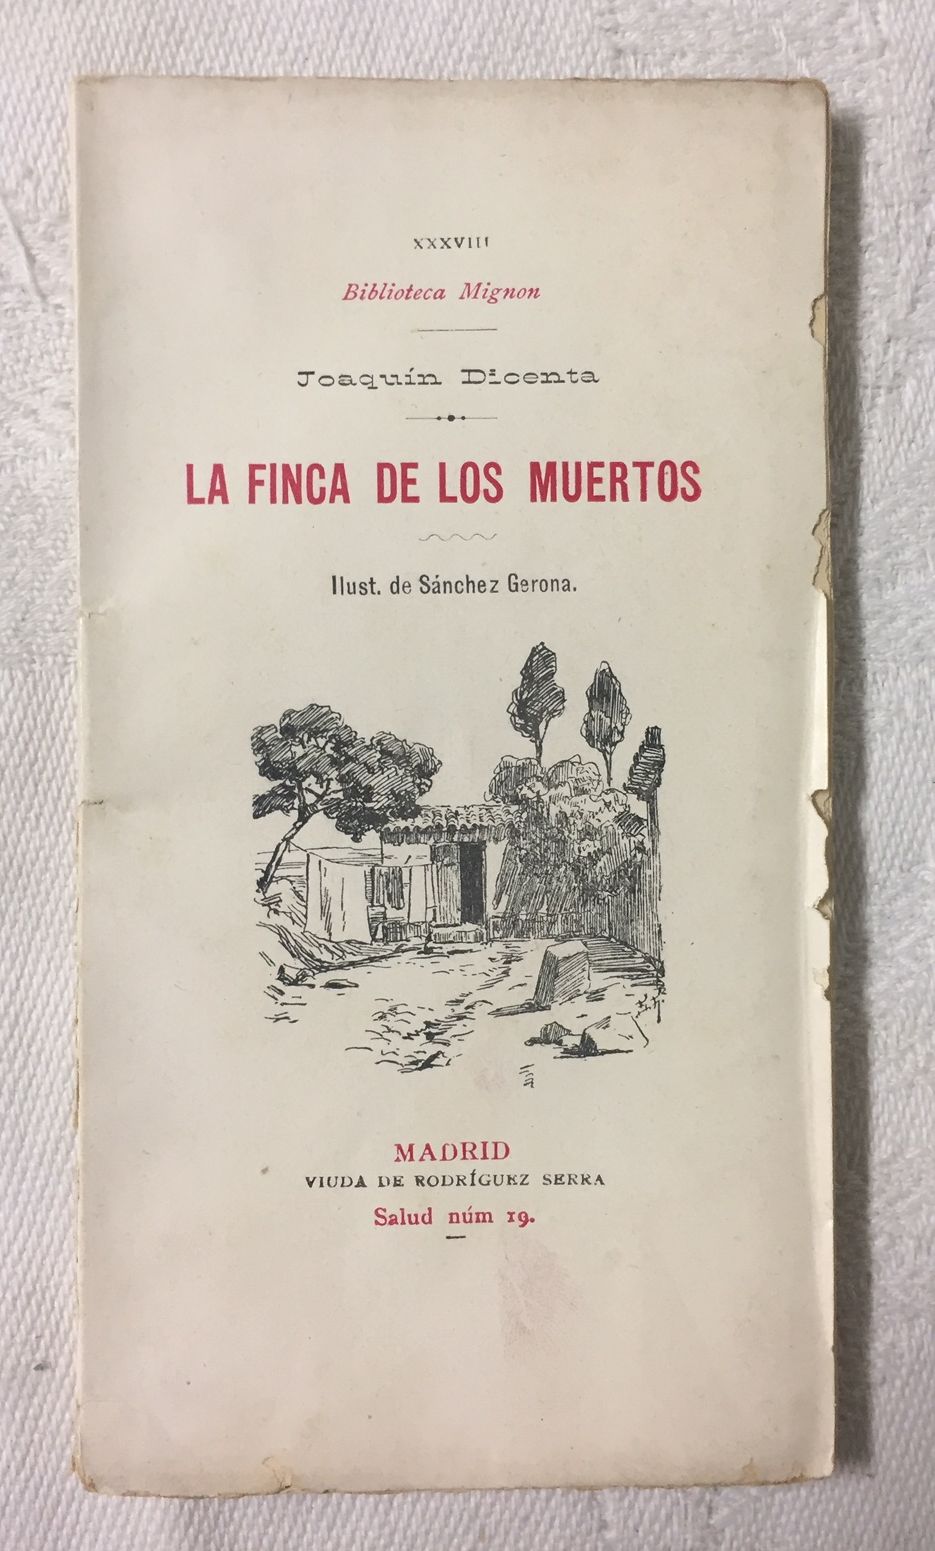 XXXVIII
Biblioteca Mignon
Joaquín Dicenta
LA FINCA DE LOS MUERTOS
Ilust. de Sánchez Gerona.
MADRID
VIUDA DE RODRÍGUEZ SERRA
Salud núm 19.